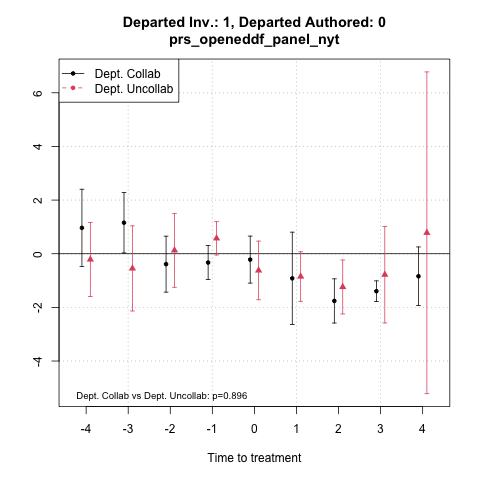 Departed Inv.: 1, Departed Authored: 0
prs_openeddf_panel_nyt
Dept. Collab
Dept. Uncollab
6
4
2
0
-2
-4
Dept. Collab vs Dept. Uncollab: p=0.896
-4 -3 -2 -1 0 1 2 3 4
Time to treatment